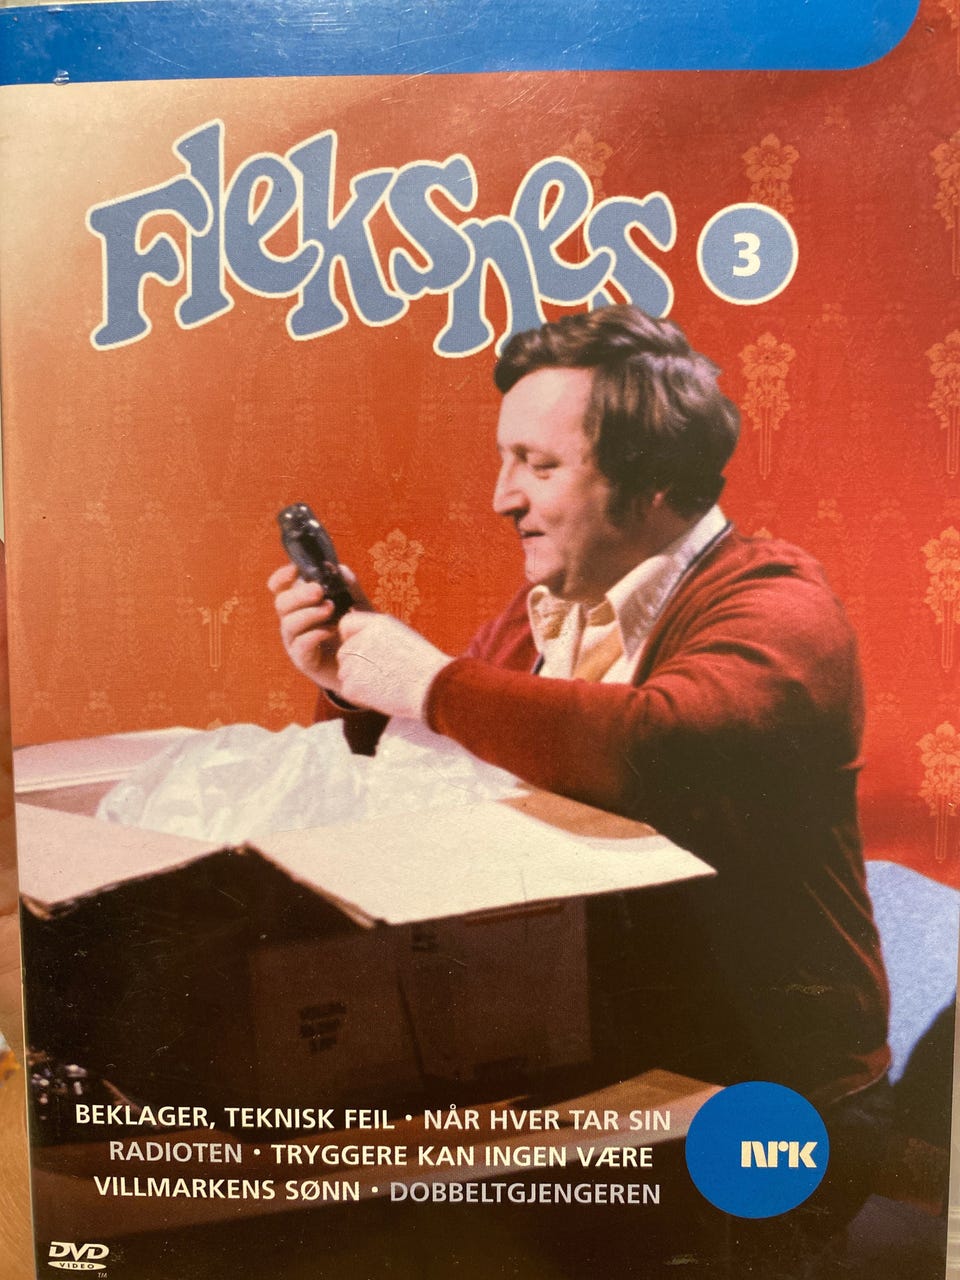 Fleksnes
3
BEKLAGER, TEKNISK FEIL • NÅR HVER TAR SIN
RADIOTEN • TRYGGERE KAN INGEN VÆRE
VILLMARKENS SØNN • DOBBELTGJENGEREN
NRK
DVD
VIDEO
TM